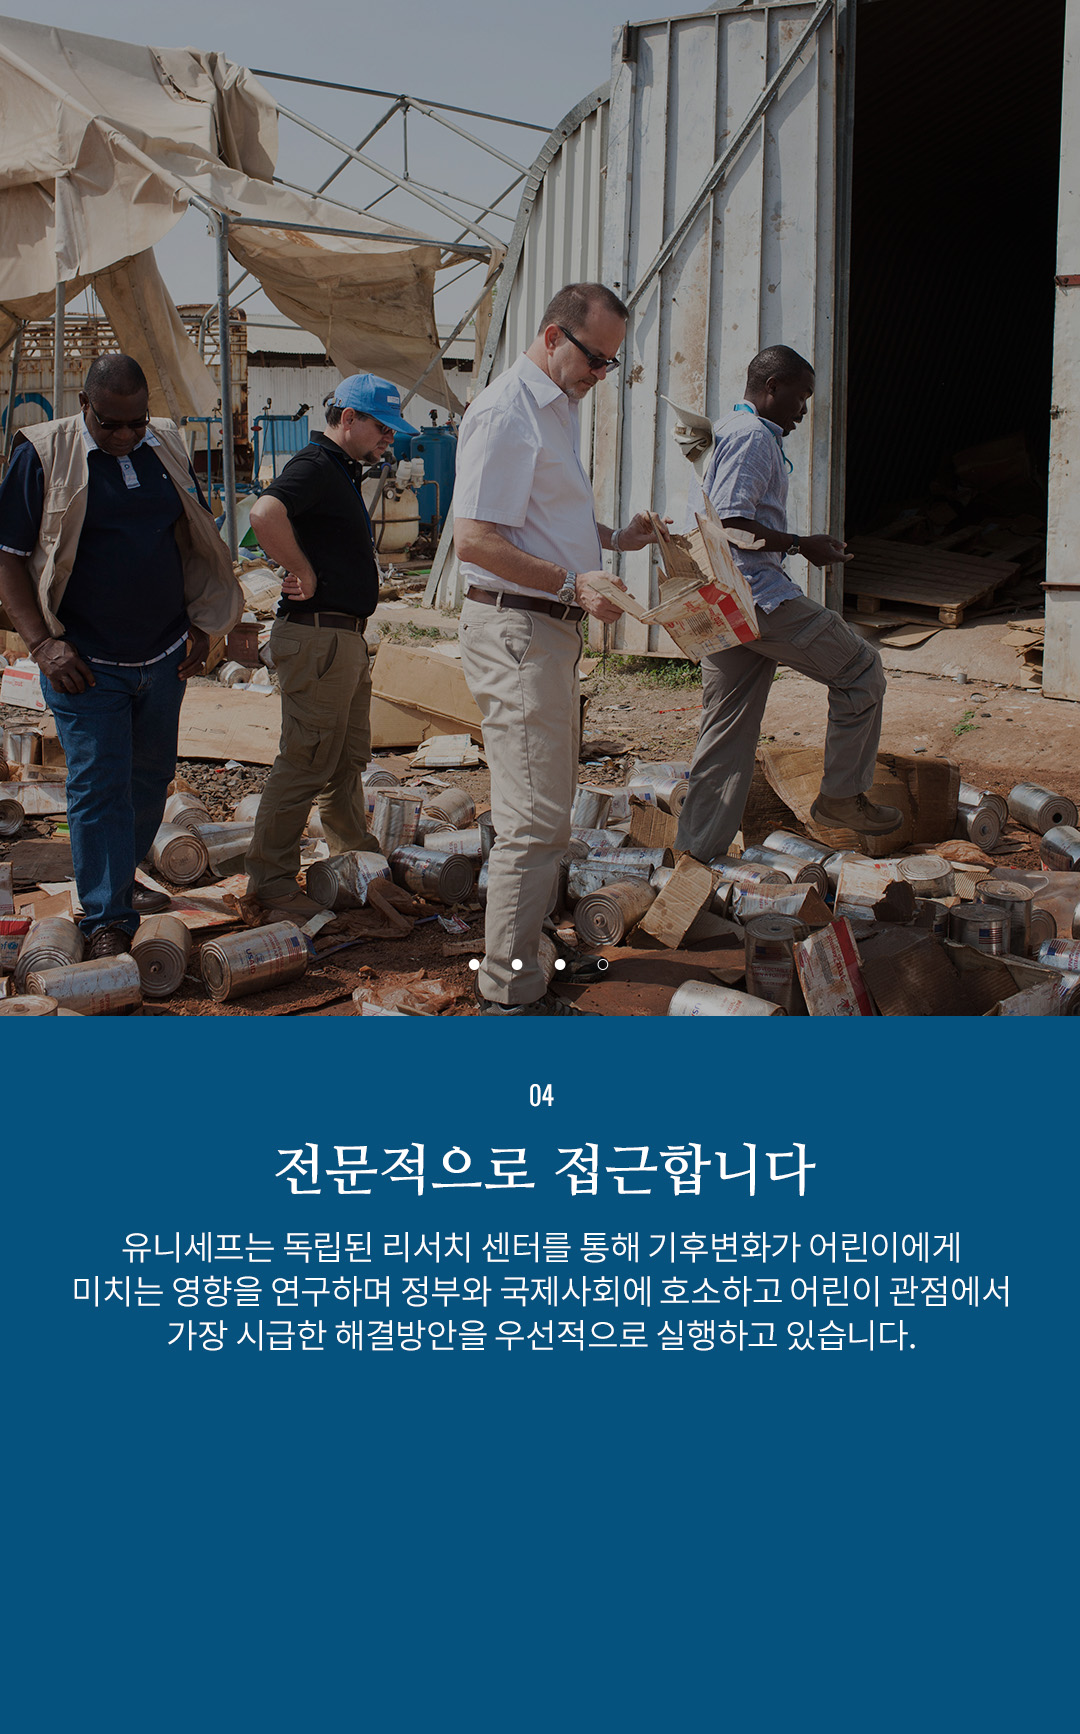 04
전문적으로 접근합니다
유니세프는 독립된 리서치 센터를 통해 기후변화가 어린이에게
미치는 영향을 연구하며 정부와 국제사회에 호소하고 어린이 관점에서
가장 시급한 해결방안을 우선적으로 실행하고 있습니다.